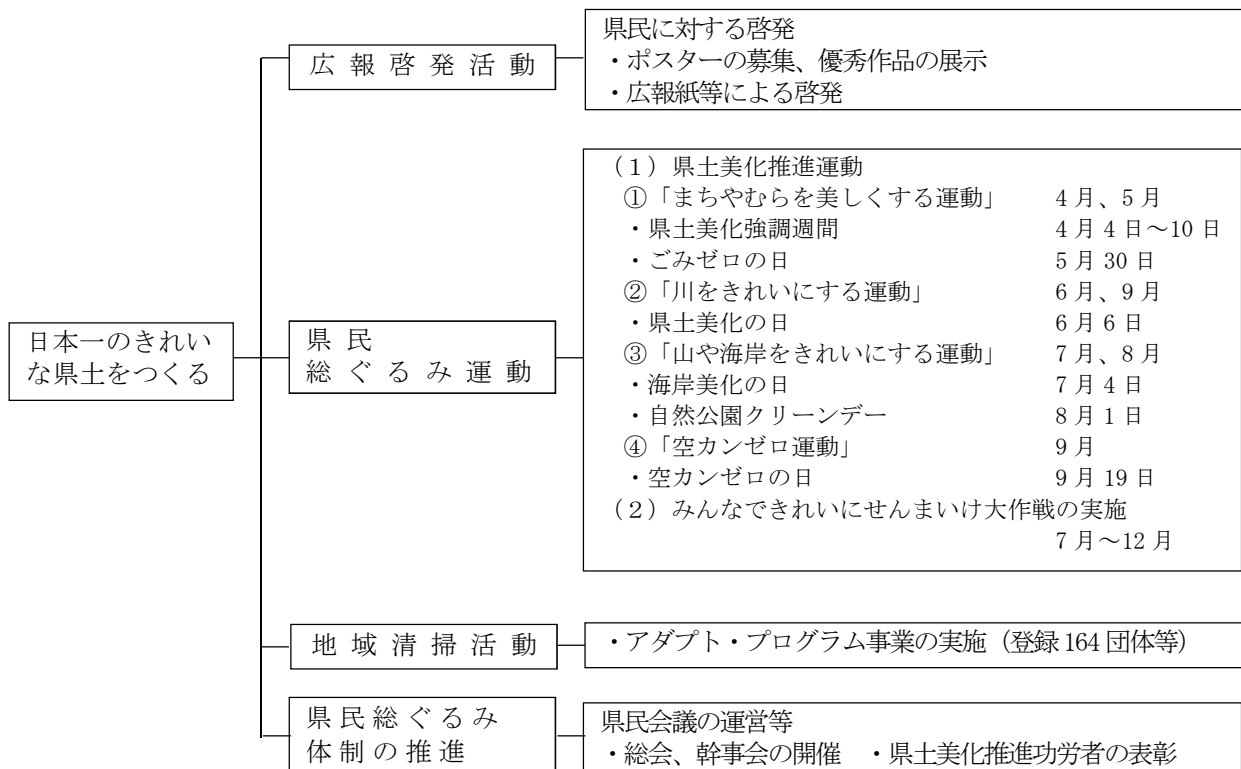 日本一のきれい
な県土をつくる
広報啓発活動
県民に対する啓発
・ポスターの募集、優秀作品の展示
・広報紙等による啓発
県民
総ぐるみ運動
（１）県土美化推進運動
①「まちやむらを美しくする運動」 4月、5月
・県土美化強調週間 4月4日～10日
・ごみゼロの日 5月30日
②「川をきれいにする運動」 6月、9月
・県土美化の日 6月6日
③「山や海岸をきれいにする運動」 7月、8月
・海岸美化の日 7月4日
・自然公園クリーンデー 8月1日
④「空カンゼロ運動」 9月
・空カンゼロの日 9月19日
（２）みんなできれいにせんまいけ大作戦の実施
7月～12月
地域清掃活動
・アダプト・プログラム事業の実施（登録164団体等）
県民総ぐるみ
体制の推進
県民会議の運営等
・総会、幹事会の開催 ・県土美化推進功労者の表彰